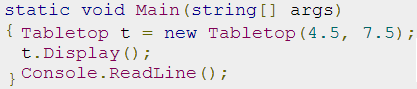 static void Main(string[] args)
{ Tabletop t = new Tabletop(4.5, 7.5);
t.Display();
} Console.ReadLine();